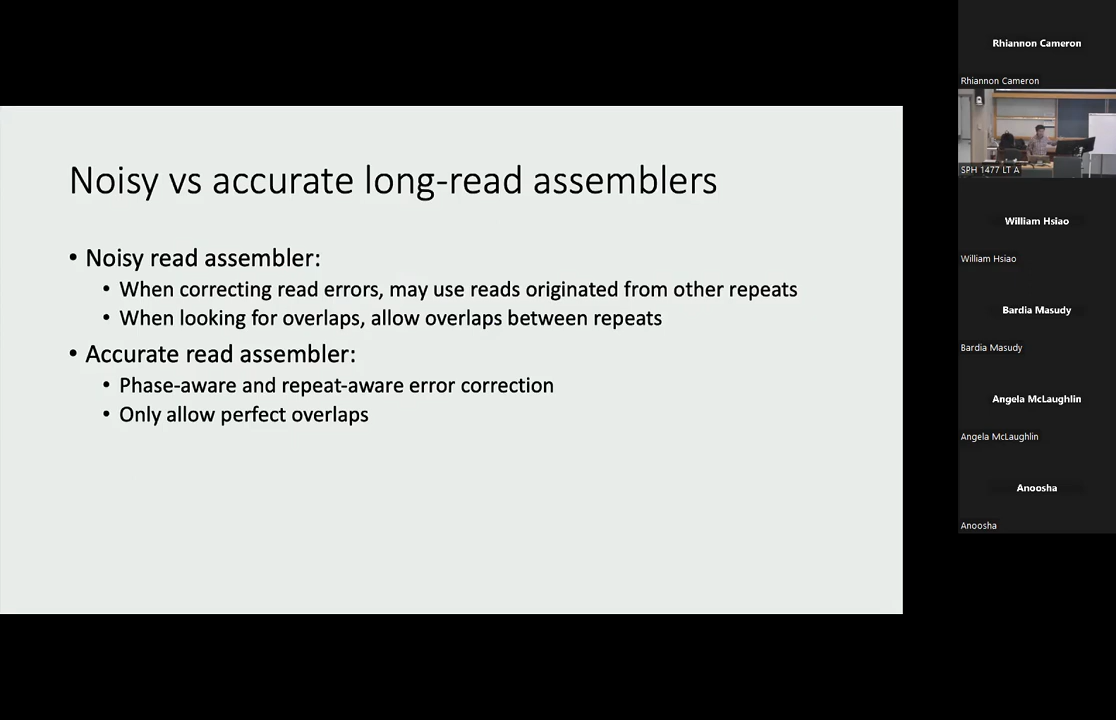 Noisy vs accurate long-read assemblers
• Noisy read assembler:
• When correcting read errors, may use reads originated from other repeats
• When looking for overlaps, allow overlaps between repeats
• Accurate read assembler:
• Phase-aware and repeat-aware error correction
• Only allow perfect overlaps
Rhiannon Cameron
Rhiannon Cameron
SPH 1477 LT A
William Hsiao
William Hsiao
Bardia Masudy
Bardia Masudy
Angela McLaughlin
Angela McLaughlin
Anoosha
Anoosha